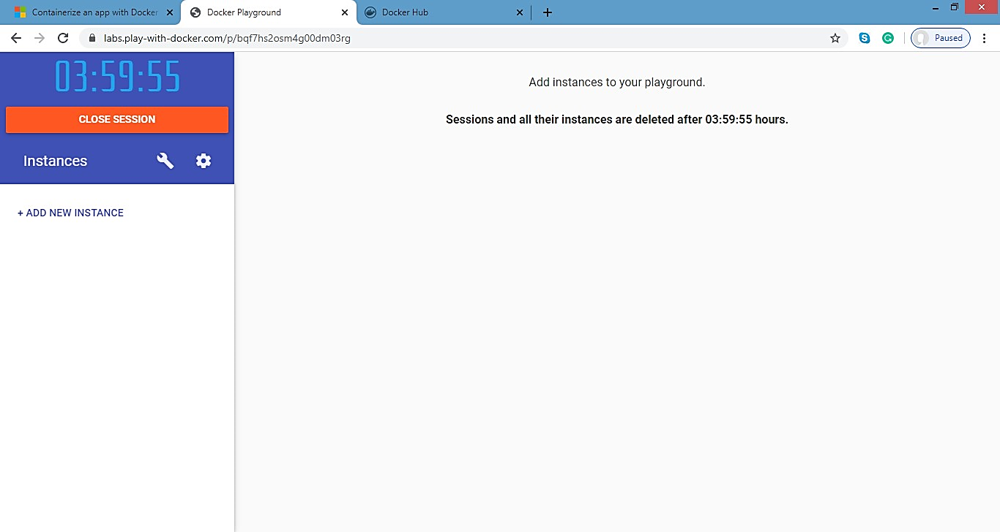 Containerize an app with Docker
Docker Playground
Docker Hub
labs.play-with-docker.com/p/bqf7hs2osm4g00dm03rg
Paused
03:59:55
CLOSE SESSION
Instances
+ ADD NEW INSTANCE
Add instances to your playground.
Sessions and all their instances are deleted after 03:59:55 hours.